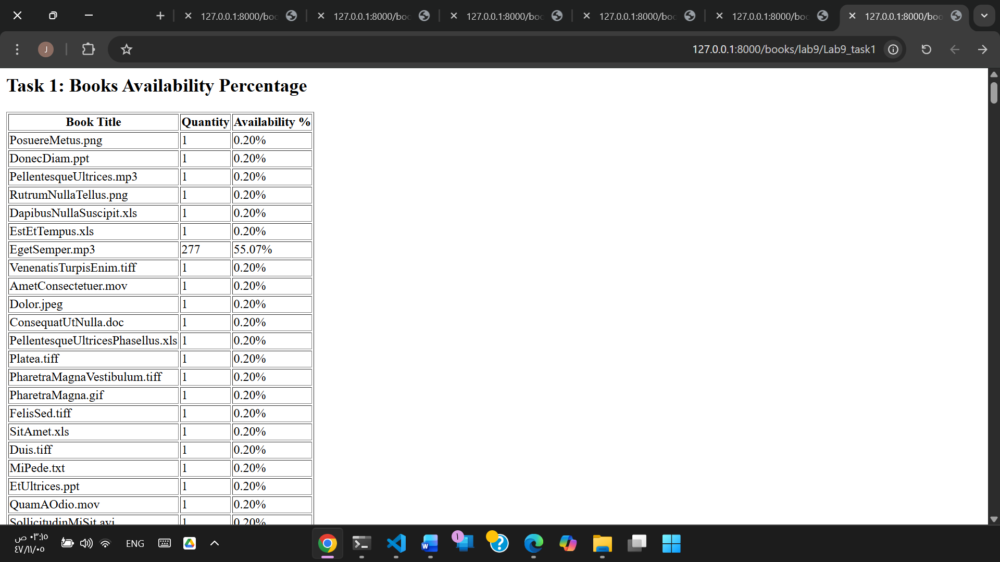 127.0.0.1:8000/boo
127.0.0.1:8000/boo
127.0.0.1:8000/boo
127.0.0.1:8000/boo
127.0.0.1:8000/boo
127.0.0.1:8000/boo
J
127.0.0.1:8000/books/lab9/Lab9_task1
Task 1: Books Availability Percentage
Book Title Quantity Availability %
PosuereMetus.png 1 0.20%
DonecDiam.ppt 1 0.20%
PellentesqueUltrices.mp3 1 0.20%
RutrumNullaTellus.png 1 0.20%
DapibusNullaSuscipit.xls 1 0.20%
EstEtTempus.xls 1 0.20%
EgetSemper.mp3 277 55.07%
VenenatisTurpisEnim.tiff 1 0.20%
AmetConsectetuer.mov 1 0.20%
Dolor.jpeg 1 0.20%
ConsequatUtNulla.doc 1 0.20%
PellentesqueUltricesPhasellus.xls 1 0.20%
Platea.tiff 1 0.20%
PharetraMagnaVestibulum.tiff 1 0.20%
PharetraMagna.gif 1 0.20%
FelisSed.tiff 1 0.20%
SitAmet.xls 1 0.20%
Duis.tiff 1 0.20%
MiPede.txt 1 0.20%
EtUltrices.ppt 1 0.20%
QuamAOdio.mov 1 0.20%
SollicitudinMiSit.avi 1 0.20%
٠٣:١٥ ص
٤٧/١١/٠٥
ENG
١